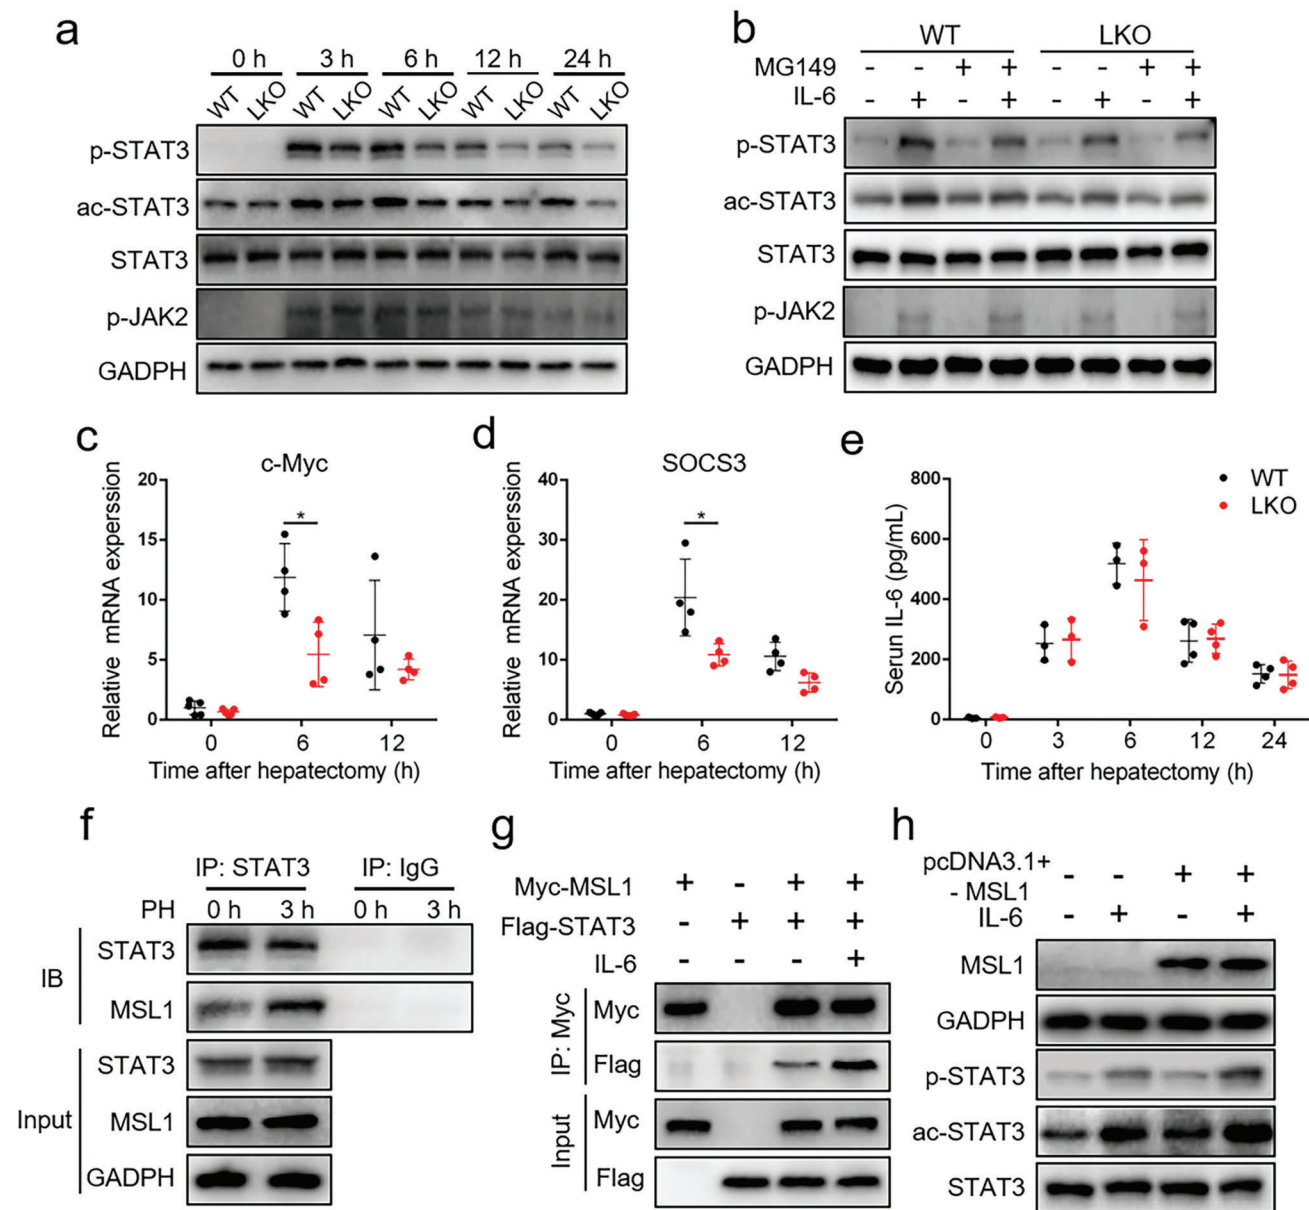 a
0 h 3 h 6 h 12 h 24 h
WT LKO WT LKO WT LKO WT LKO WT LKO
p-STAT3
ac-STAT3
STAT3
p-JAK2
GADPH
b
WT LKO
MG149 - - + + - - + +
IL-6 - + - + - + - +
p-STAT3
ac-STAT3
STAT3
p-JAK2
GADPH
c
c-Myc
Relative mRNA experssion
20
15
10
5
0
*
0 6 12
Time after hepatectomy (h)
d
SOCS3
Relative mRNA experssion
40
30
20
10
0
*
0 6 12
Time after hepatectomy (h)
e
Serun IL-6 (pg/mL)
800
600
400
200
0
WT
LKO
0 3 6 12 24
Time after hepatectomy (h)
f
IP: STAT3 IP: IgG
PH 0 h 3 h 0 h 3 h
IB
STAT3
MSL1
Input
STAT3
MSL1
GADPH
g
Myc-MSL1 + - + +
Flag-STAT3 - + + +
IL-6 - - - +
IP: Myc
Myc
Flag
Input
Myc
Flag
h
pcDNA3.1+ - - + +
- MSL1
IL-6 - + - +
MSL1
GADPH
p-STAT3
ac-STAT3
STAT3